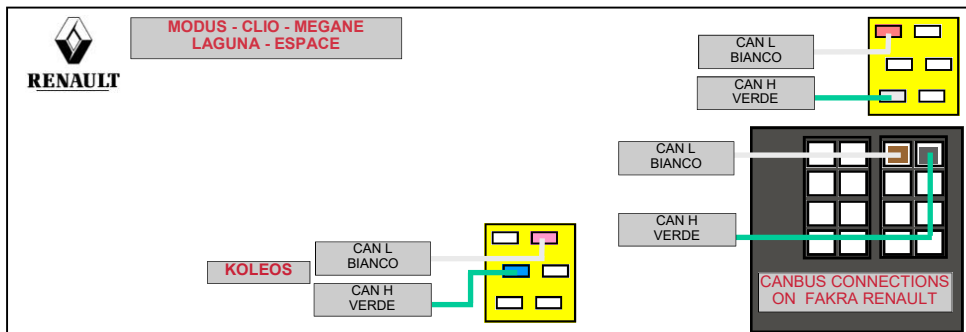 MODUS - CLIO - MEGANE
LAGUNA - ESPACE
RENAULT
CAN L
BIANCO
CAN H
VERDE
CAN L
BIANCO
CAN H
VERDE
KOLEOS
CAN L
BIANCO
CAN H
VERDE
CANBUS CONNECTIONS
ON FAKRA RENAULT